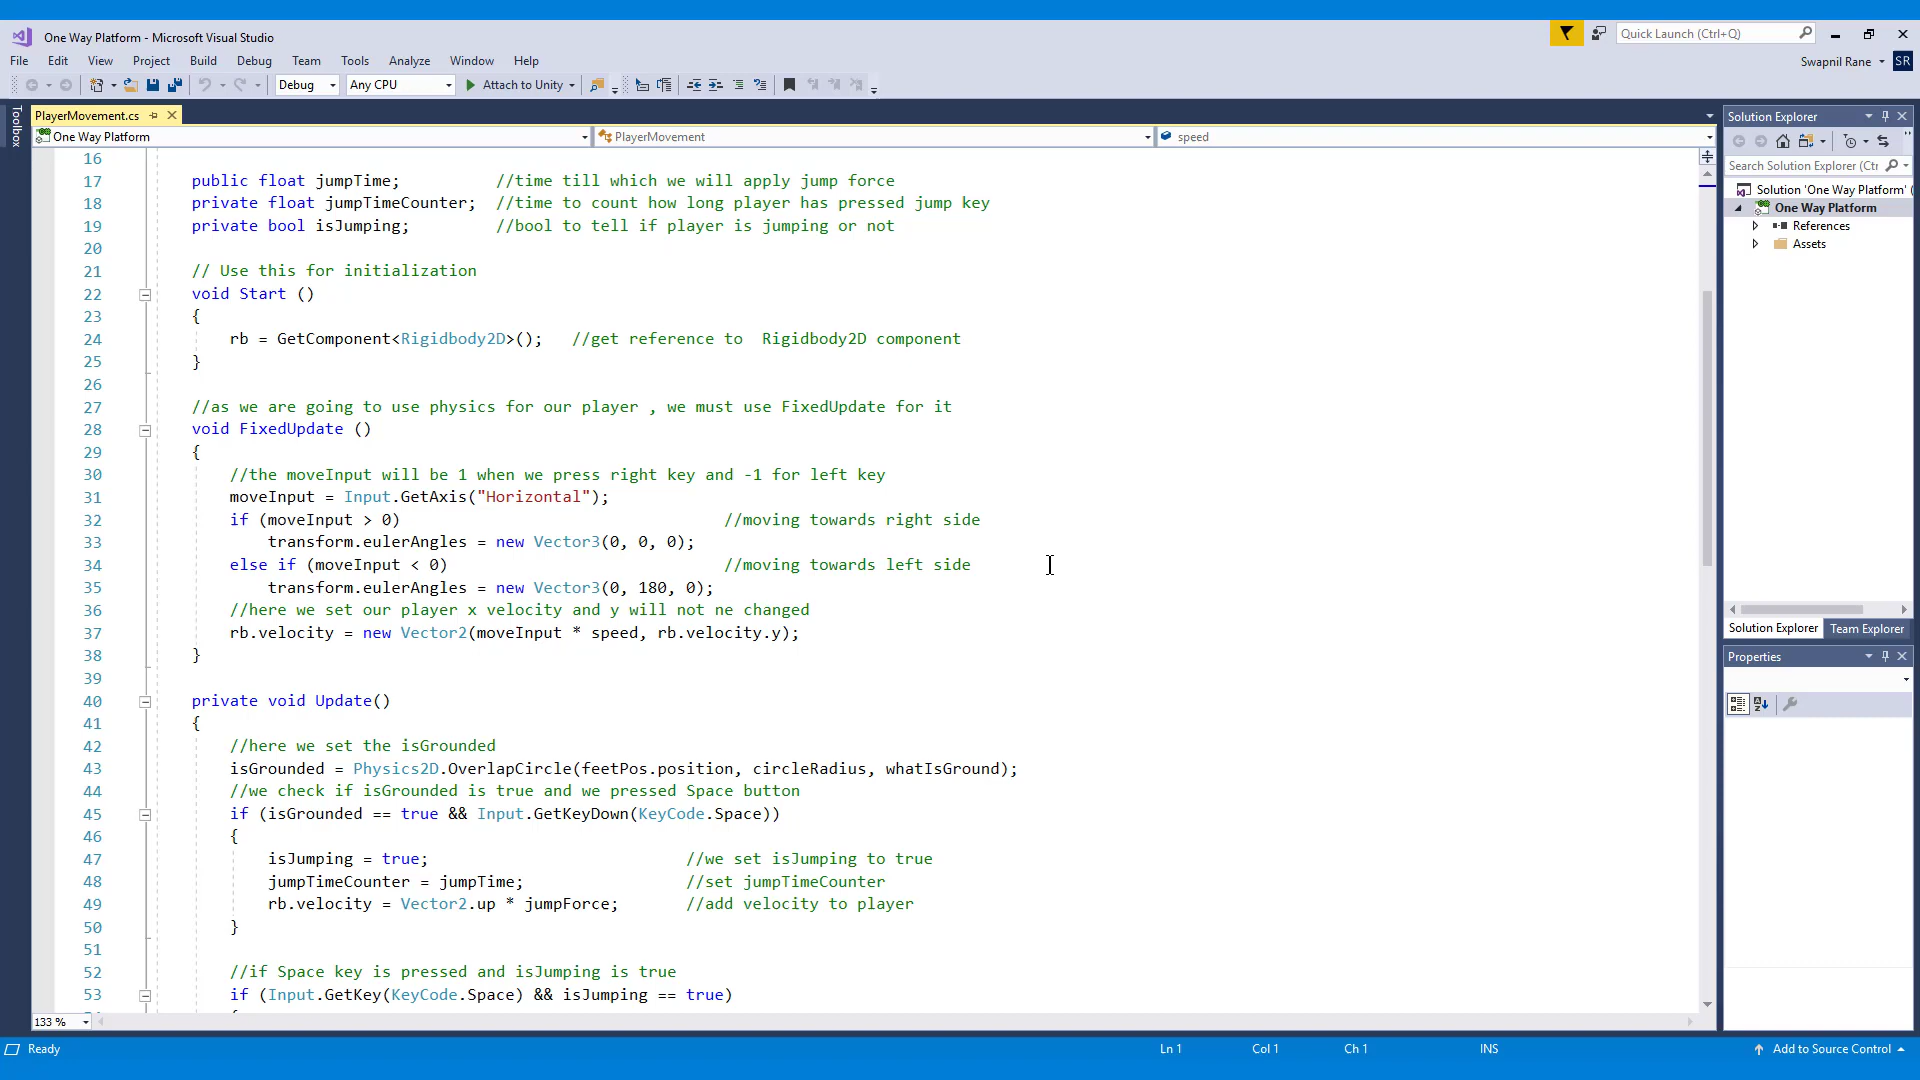 One Way Platform - Microsoft Visual Studio
Quick Launch (Ctrl+Q)
File Edit View Project Build Debug Team Tools Analyze Window Help
Swapnil Rane SR
Debug Any CPU Attach to Unity
Toolbox
PlayerMovement.cs
One Way Platform PlayerMovement speed
16
17 public float jumpTime; //time till which we will apply jump force
18 private float jumpTimeCounter; //time to count how long player has pressed jump key
19 private bool isJumping; //bool to tell if player is jumping or not
20
21 // Use this for initialization
22 void Start ()
23 {
24 rb = GetComponent<Rigidbody2D>(); //get reference to  Rigidbody2D component
25 }
26
27 //as we are going to use physics for our player , we must use FixedUpdate for it
28 void FixedUpdate ()
29 {
30 //the moveInput will be 1 when we press right key and -1 for left key
31 moveInput = Input.GetAxis("Horizontal");
32 if (moveInput > 0) //moving towards right side
33 transform.eulerAngles = new Vector3(0, 0, 0);
34 else if (moveInput < 0) //moving towards left side
35 transform.eulerAngles = new Vector3(0, 180, 0);
36 //here we set our player x velocity and y will not ne changed
37 rb.velocity = new Vector2(moveInput * speed, rb.velocity.y);
38 }
39
40 private void Update()
41 {
42 //here we set the isGrounded
43 isGrounded = Physics2D.OverlapCircle(feetPos.position, circleRadius, whatIsGround);
44 //we check if isGrounded is true and we pressed Space button
45 if (isGrounded == true && Input.GetKeyDown(KeyCode.Space))
46 {
47 isJumping = true; //we set isJumping to true
48 jumpTimeCounter = jumpTime; //set jumpTimeCounter
49 rb.velocity = Vector2.up * jumpForce; //add velocity to player
50 }
51
52 //if Space key is pressed and isJumping is true
53 if (Input.GetKey(KeyCode.Space) && isJumping == true)
133 %
Solution Explorer
Search Solution Explorer (Ctr
Solution 'One Way Platform' (
One Way Platform
References
Assets
Solution Explorer Team Explorer
Properties
Ready Ln 1 Col 1 Ch 1 INS Add to Source Control